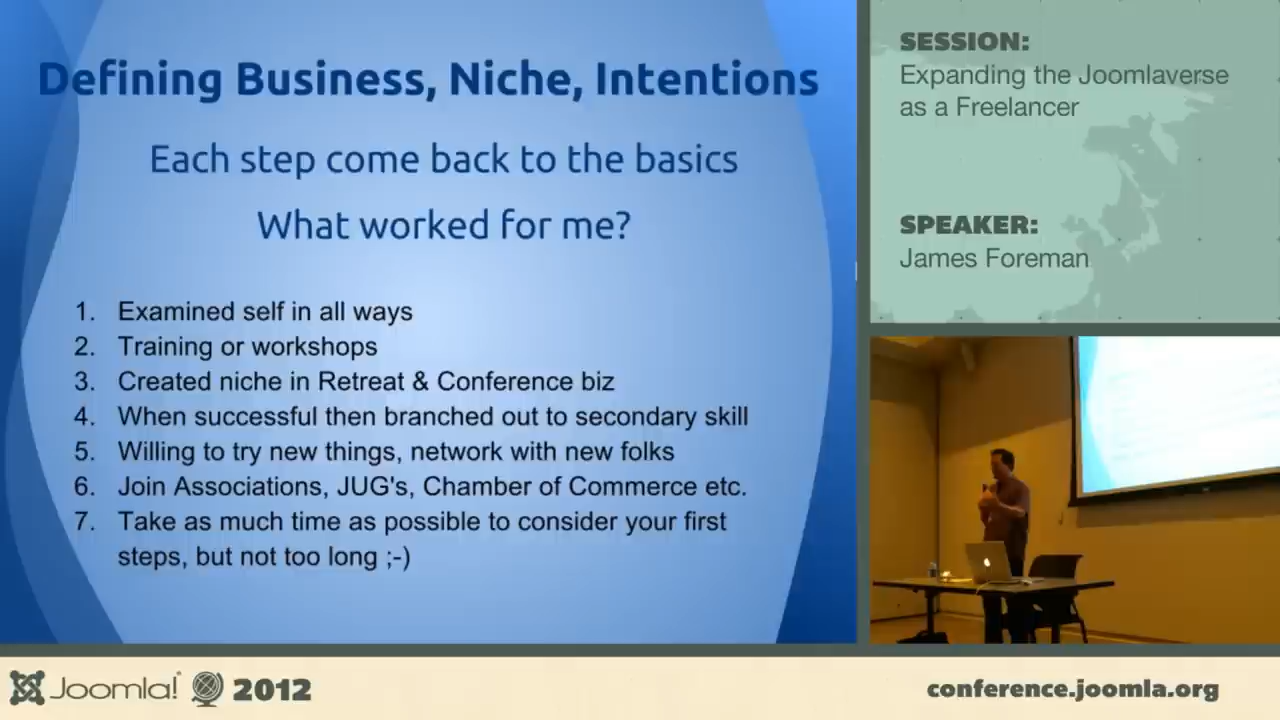 Defining Business, Niche, Intentions
Each step come back to the basics
What worked for me?
1. Examined self in all ways
2. Training or workshops
3. Created niche in Retreat & Conference biz
4. When successful then branched out to secondary skill
5. Willing to try new things, network with new folks
6. Join Associations, JUG's, Chamber of Commerce etc.
7. Take as much time as possible to consider your first
steps, but not too long ;-)
SESSION:
Expanding the Joomlaverse
as a Freelancer
SPEAKER:
James Foreman
Joomla! 2012
conference.joomla.org